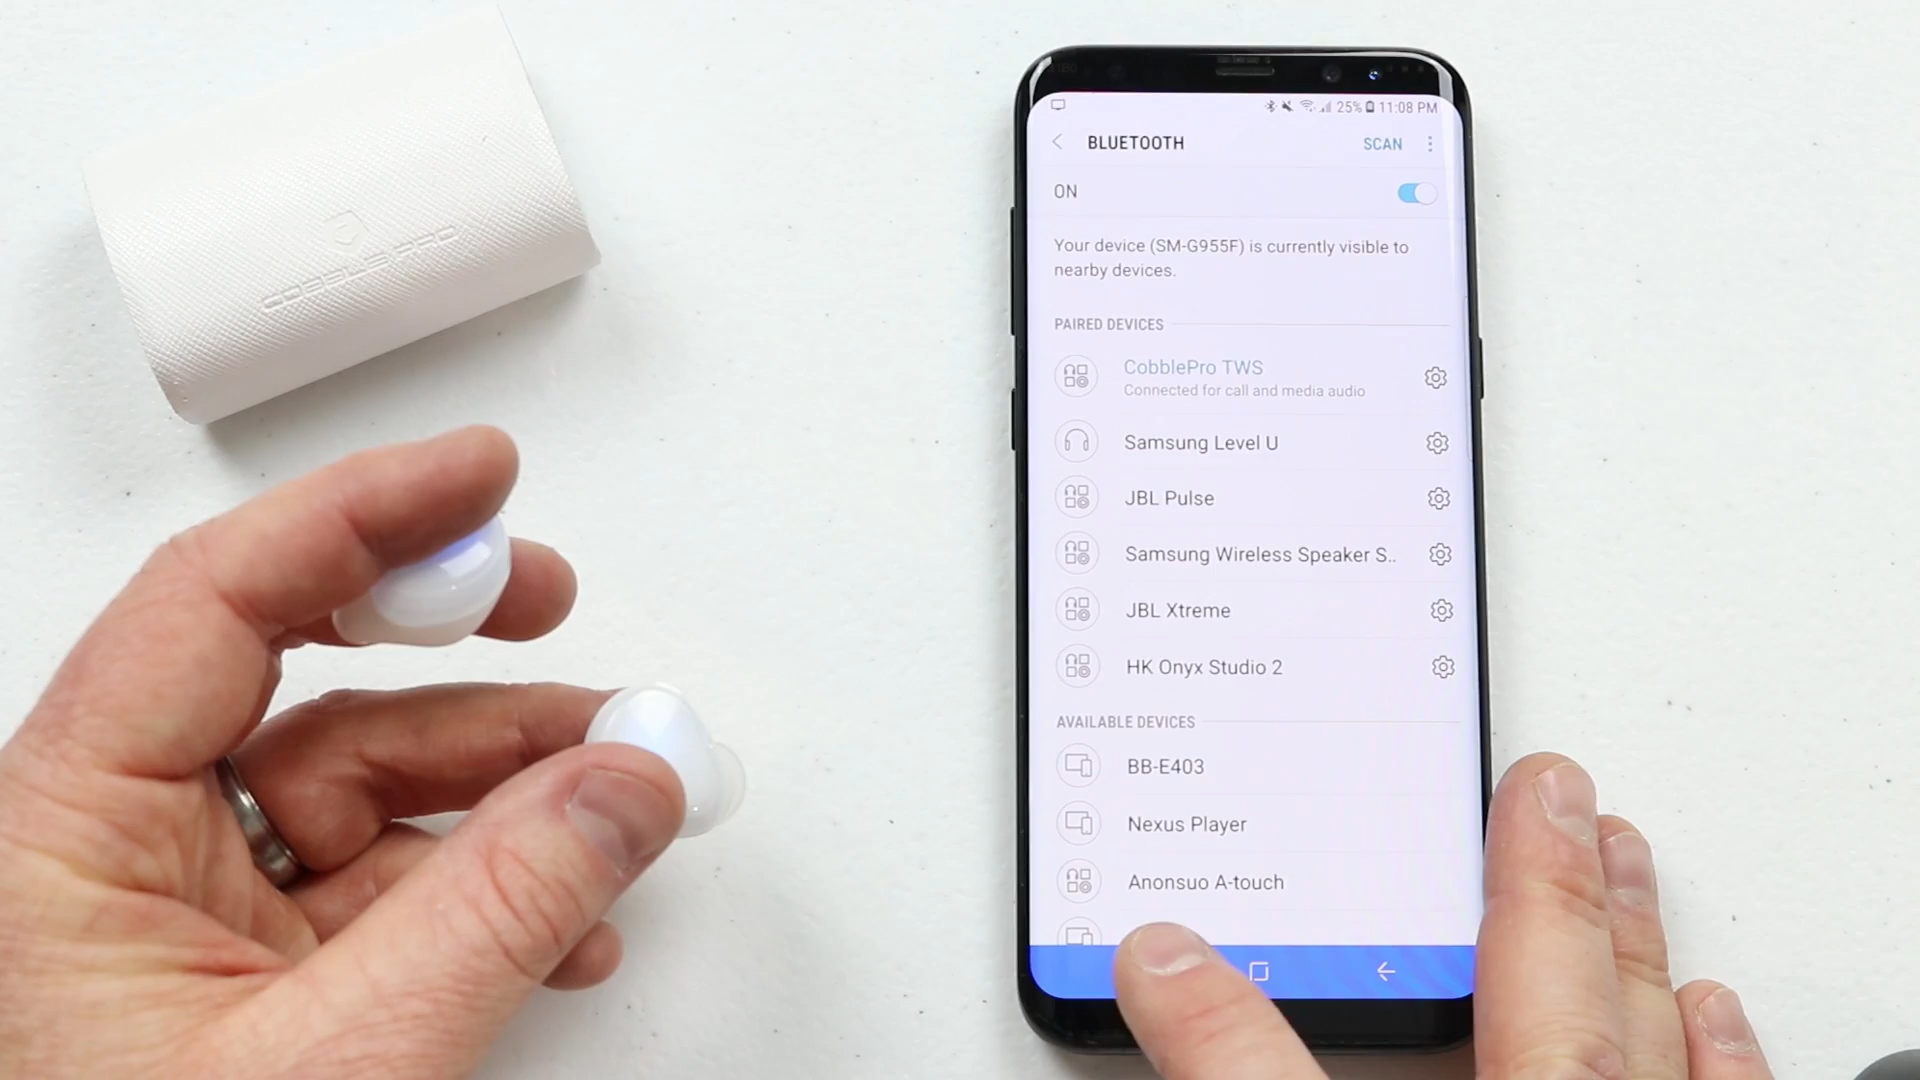 COBBLE PRO
25% 11:08 PM
BLUETOOTH SCAN
ON
Your device (SM-G955F) is currently visible to
nearby devices.
PAIRED DEVICES
CobblePro TWS
Connected for call and media audio
Samsung Level U
JBL Pulse
Samsung Wireless Speaker S..
JBL Xtreme
HK Onyx Studio 2
AVAILABLE DEVICES
BB-E403
Nexus Player
Anonsuo A-touch